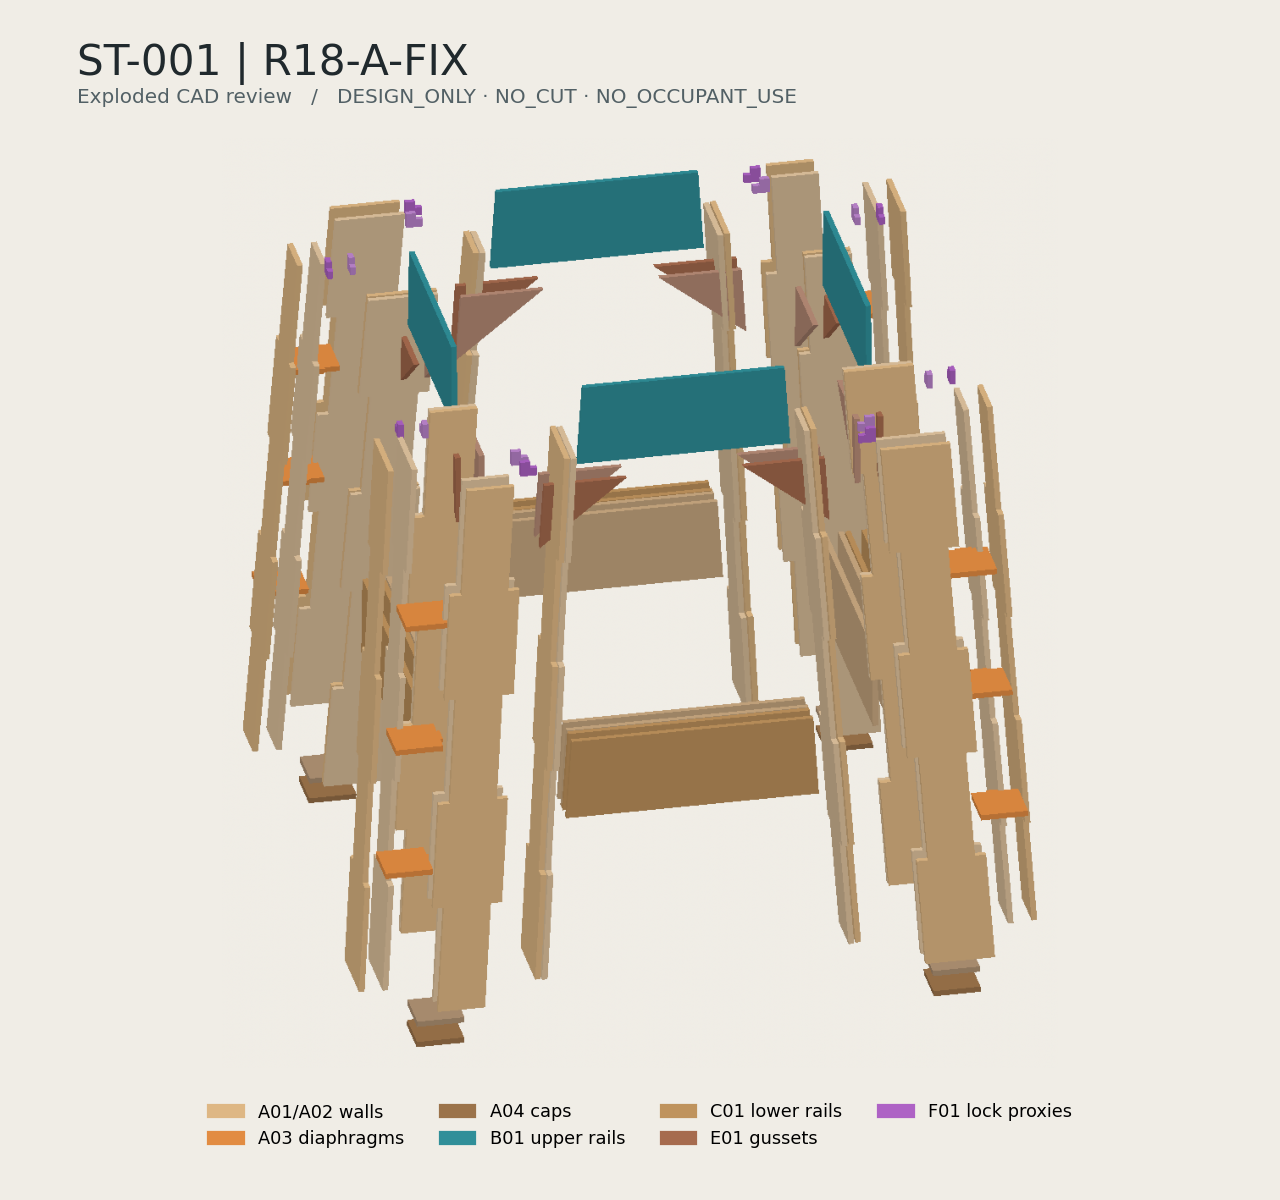 ST-001 | R18-A-FIX
Exploded CAD review / DESIGN_ONLY · NO_CUT · NO_OCCUPANT_USE
A01/A02 walls
A04 caps
C01 lower rails
F01 lock proxies
A03 diaphragms
B01 upper rails
E01 gussets